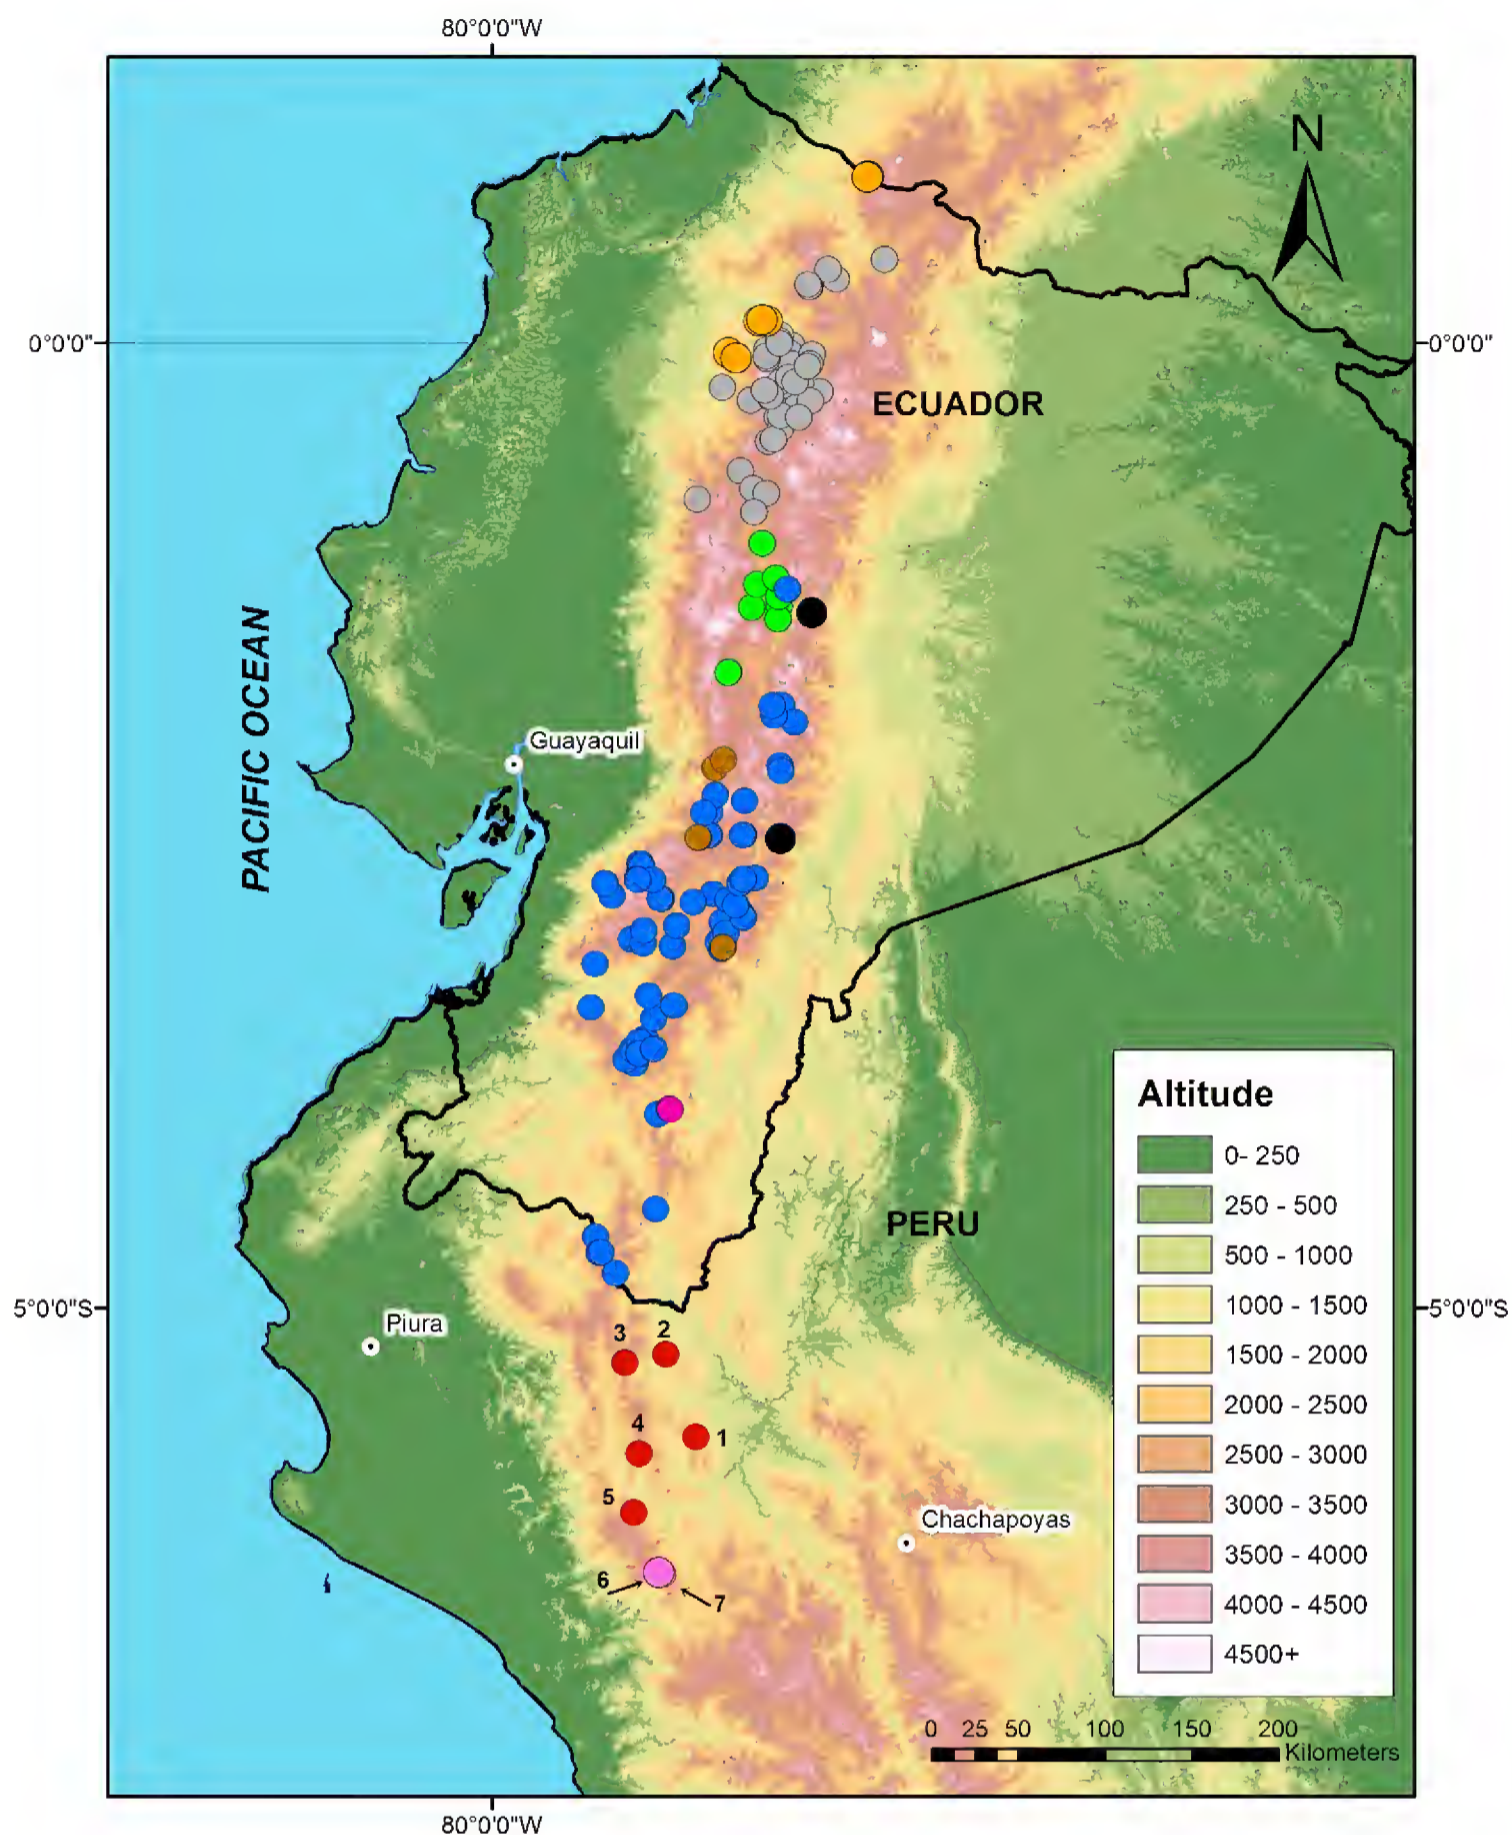 80°0'0"W
N
0°0'0"
0°0'0"
ECUADOR
PACIFIC OCEAN
Guayaquil
PERU
Altitude
0- 250
250 - 500
500 - 1000
1000 - 1500
1500 - 2000
2000 - 2500
2500 - 3000
3000 - 3500
3500 - 4000
4000 - 4500
4500+
5°0'0"S
5°0'0"S
Piura
3
2
4
1
5
Chachapoyas
6
7
0 25 50 100 150 200
Kilometers
80°0'0"W